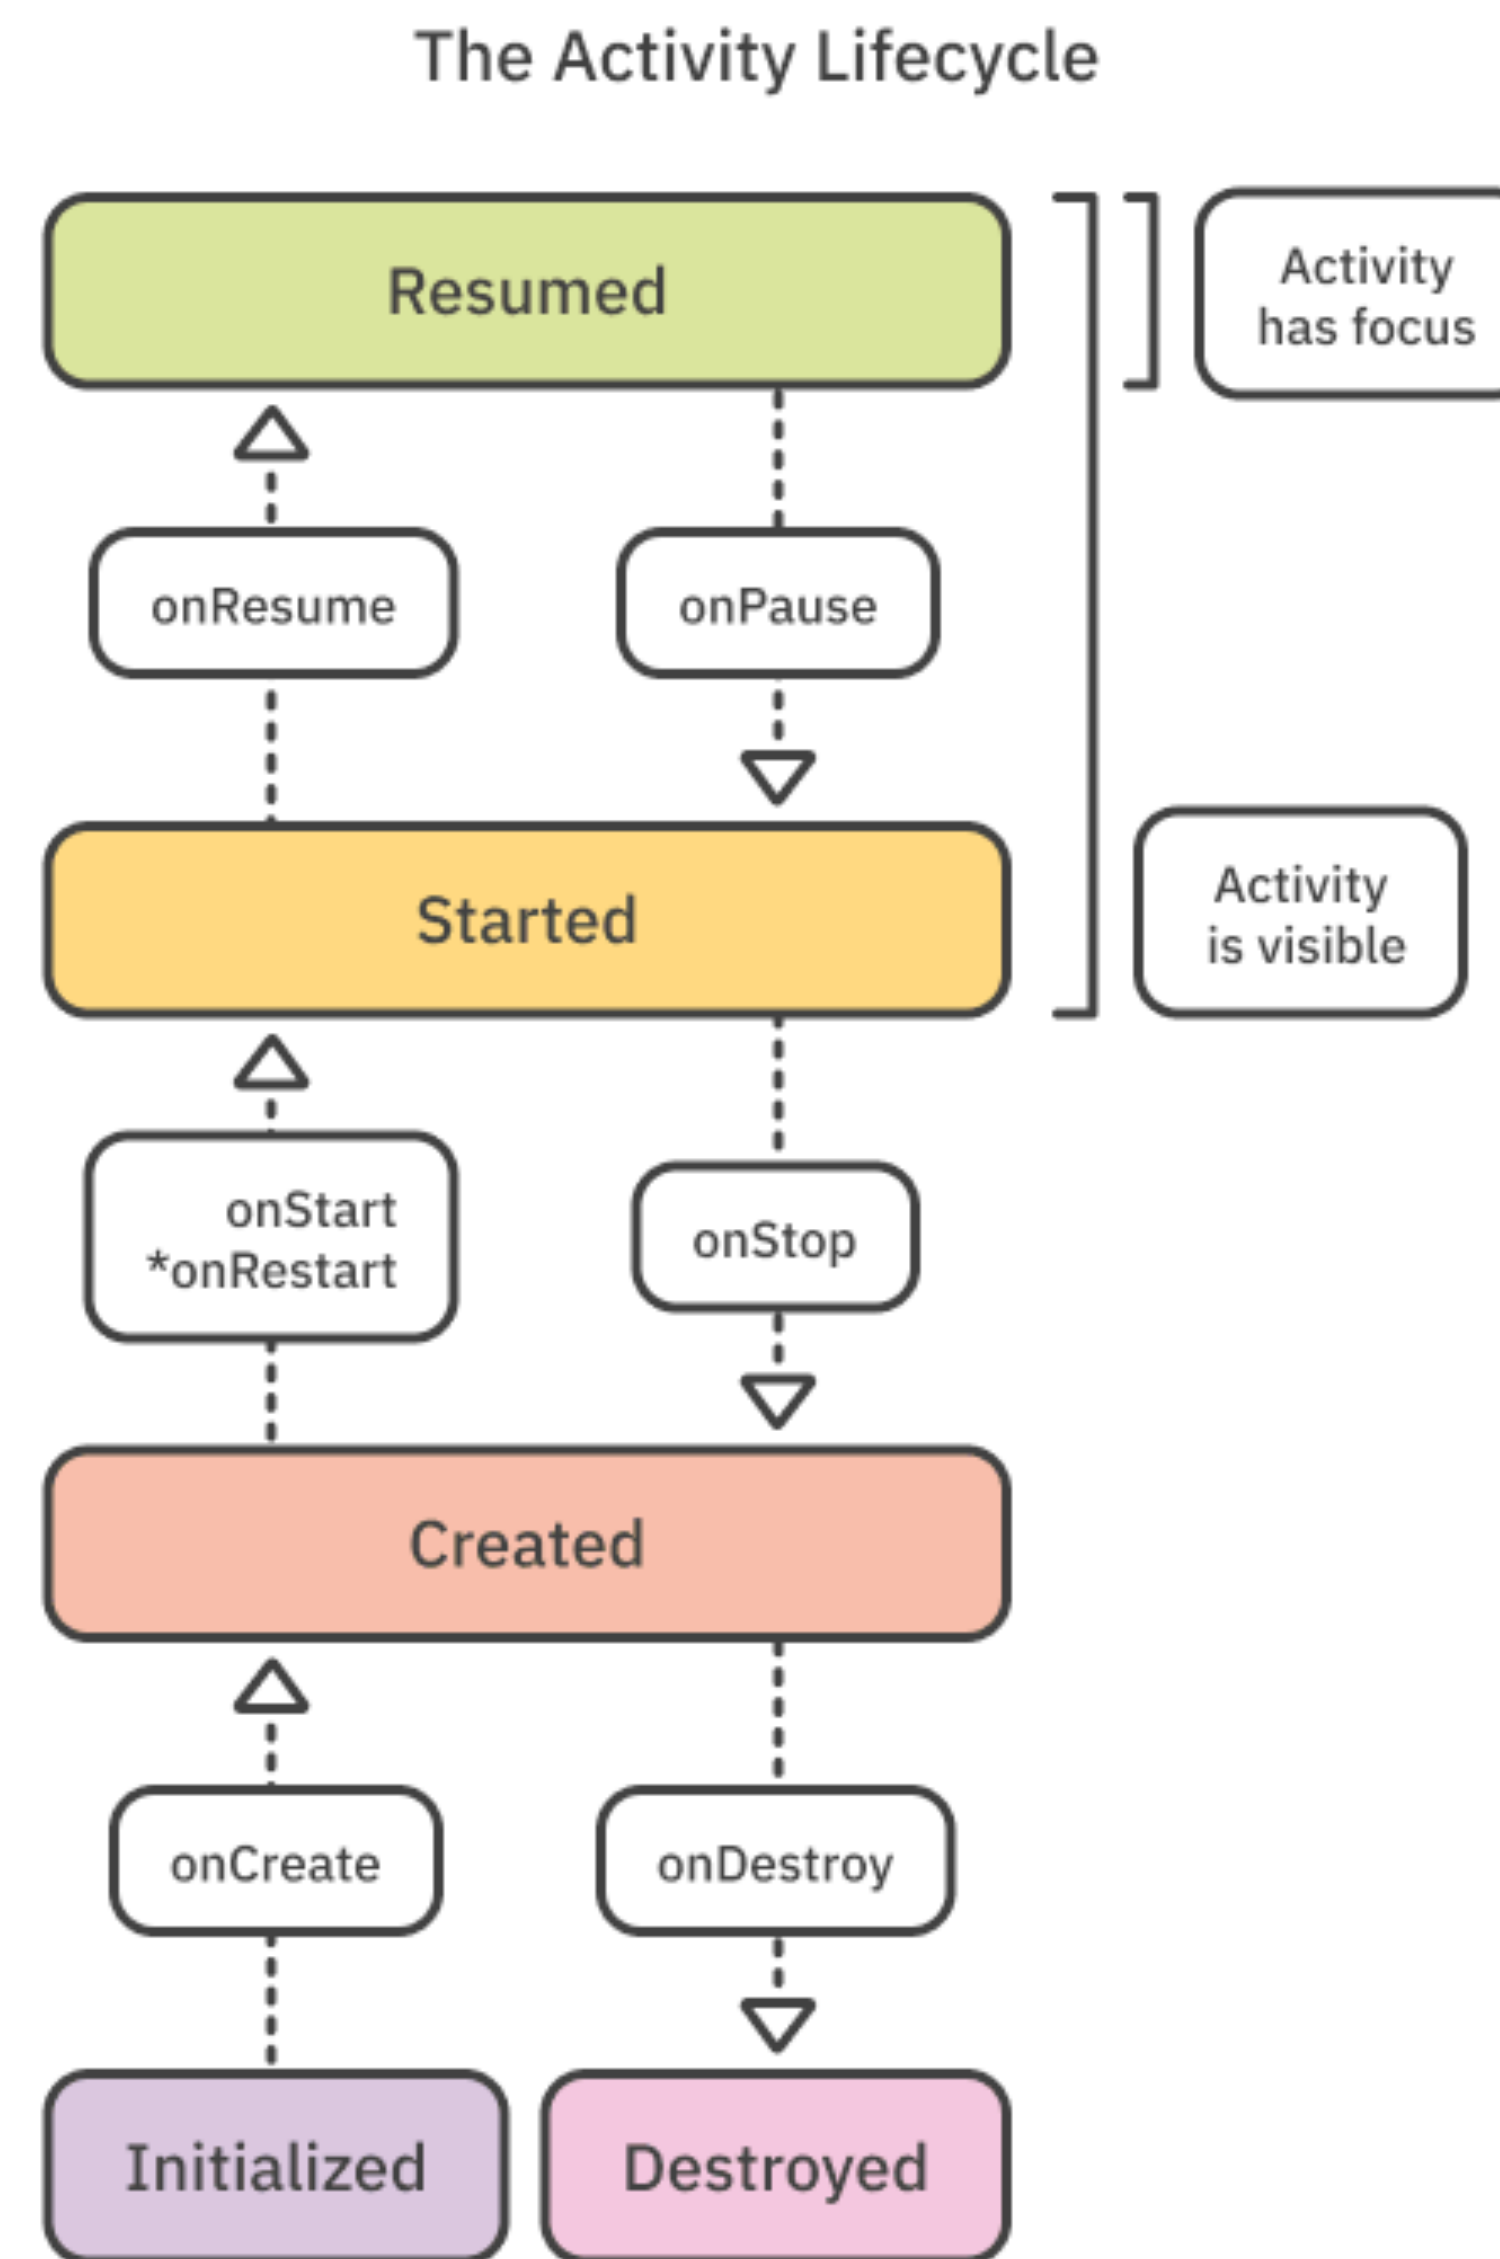 The Activity Lifecycle
Resumed
Activity
has focus
onResume
onPause
Started
Activity
is visible
onStart
*onRestart
onStop
Created
onCreate
onDestroy
Initialized
Destroyed